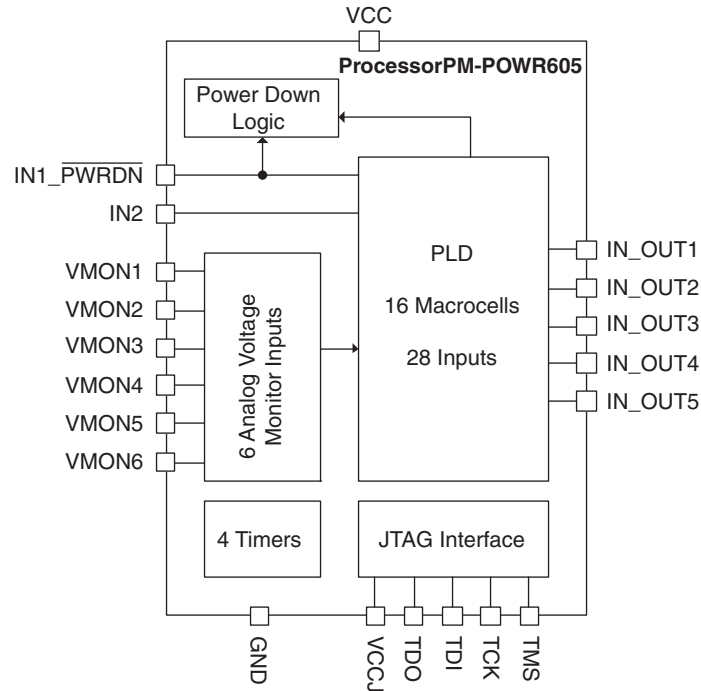 VCC
ProcessorPM-POWR605
Power Down
Logic
IN1_PWRDN
IN2
VMON1
VMON2
VMON3
VMON4
VMON5
VMON6
6 Analog Voltage
Monitor Inputs
PLD
16 Macrocells
28 Inputs
IN_OUT1
IN_OUT2
IN_OUT3
IN_OUT4
IN_OUT5
4 Timers
JTAG Interface
GND
VCCJ
TDO
TDI
TCK
TMS